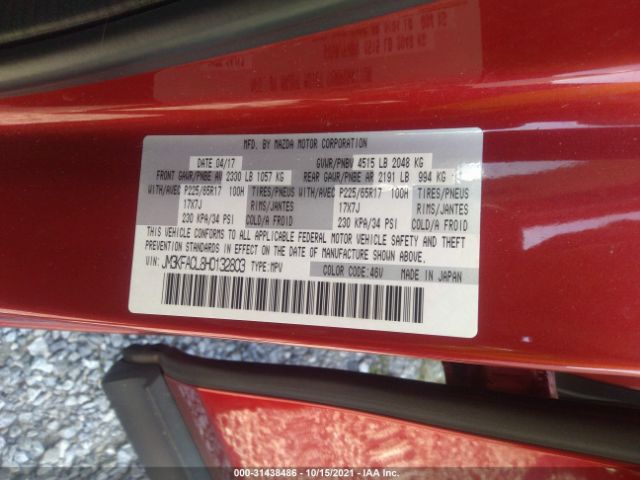 MFD. BY MAZDA MOTOR CORPORATION
DATE 04/17 GVWR/PNBV 4515 LB 2048 KG
FRONT GAWR/PNBE AV 2330 LB 1057 KG REAR GAWR/PNBE AR 2191 LB 994 KG
WITH/AVEC P225/65R17 100H TIRES/PNEUS WITH/AVEC P225/65R17 100H TIRES/PNEUS
17X7J RIMS/JANTES 17X7J RIMS/JANTES
230 KPA/34 PSI COLD/A FROID 230 KPA/34 PSI COLD/A FROID
THIS VEHICLE CONFORMS TO ALL APPLICABLE FEDERAL MOTOR VEHICLE SAFETY AND THEFT
PREVENTION STANDARDS IN EFFECT ON THE DATE OF MANUFACTURE SHOWN ABOVE.
VIN: JM3KFACL8H0132803 TYPE:MPV COLOR CODE:46V MADE IN JAPAN
000-31438486 - 10/15/2021 - IAA Inc.